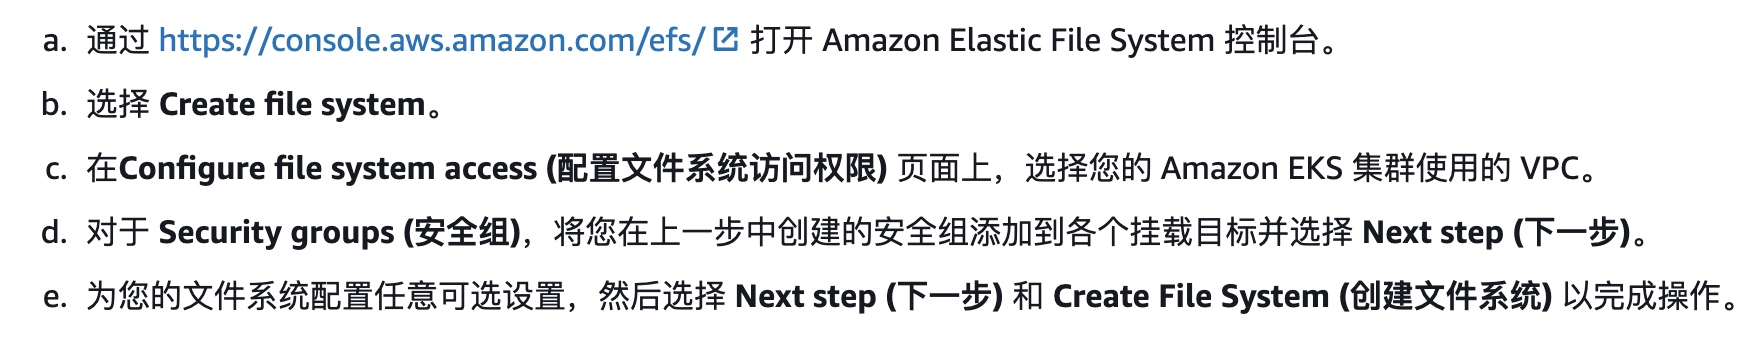 a. 通过 https://console.aws.amazon.com/efs/ 打开 Amazon Elastic File System 控制台。
b. 选择 Create file system。
c. 在Configure file system access (配置文件系统访问权限) 页面上，选择您的 Amazon EKS 集群使用的 VPC。
d. 对于 Security groups (安全组)，将您在上一步中创建的安全组添加到各个挂载目标并选择 Next step (下一步)。
e. 为您的文件系统配置任意可选设置，然后选择 Next step (下一步) 和 Create File System (创建文件系统) 以完成操作。